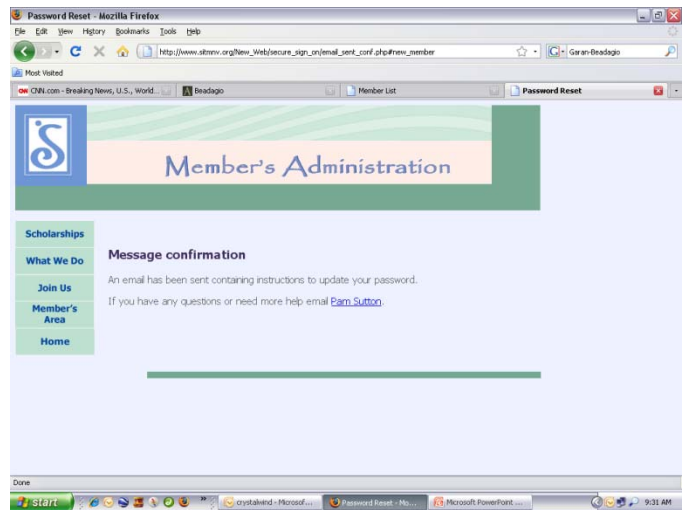 Password Reset - Mozilla Firefox
File Edit View History Bookmarks Tools Help
http://www.sitmnv.org/New_Web/secure_sign_on/email_sent_conf.php#new_member
Garan-Beadagio
Most Visited
CNN.com - Breaking News, U.S., World...
Beadagio
Member List
Password Reset
Member's Administration
Scholarships
What We Do
Join Us
Member's
Area
Home
Message confirmation
An email has been sent containing instructions to update your password.
If you have any questions or need more help email Pam Sutton.
Done
start
crystalwind - Microsof...
Password Reset - Mo...
Microsoft PowerPoint ...
9:31 AM